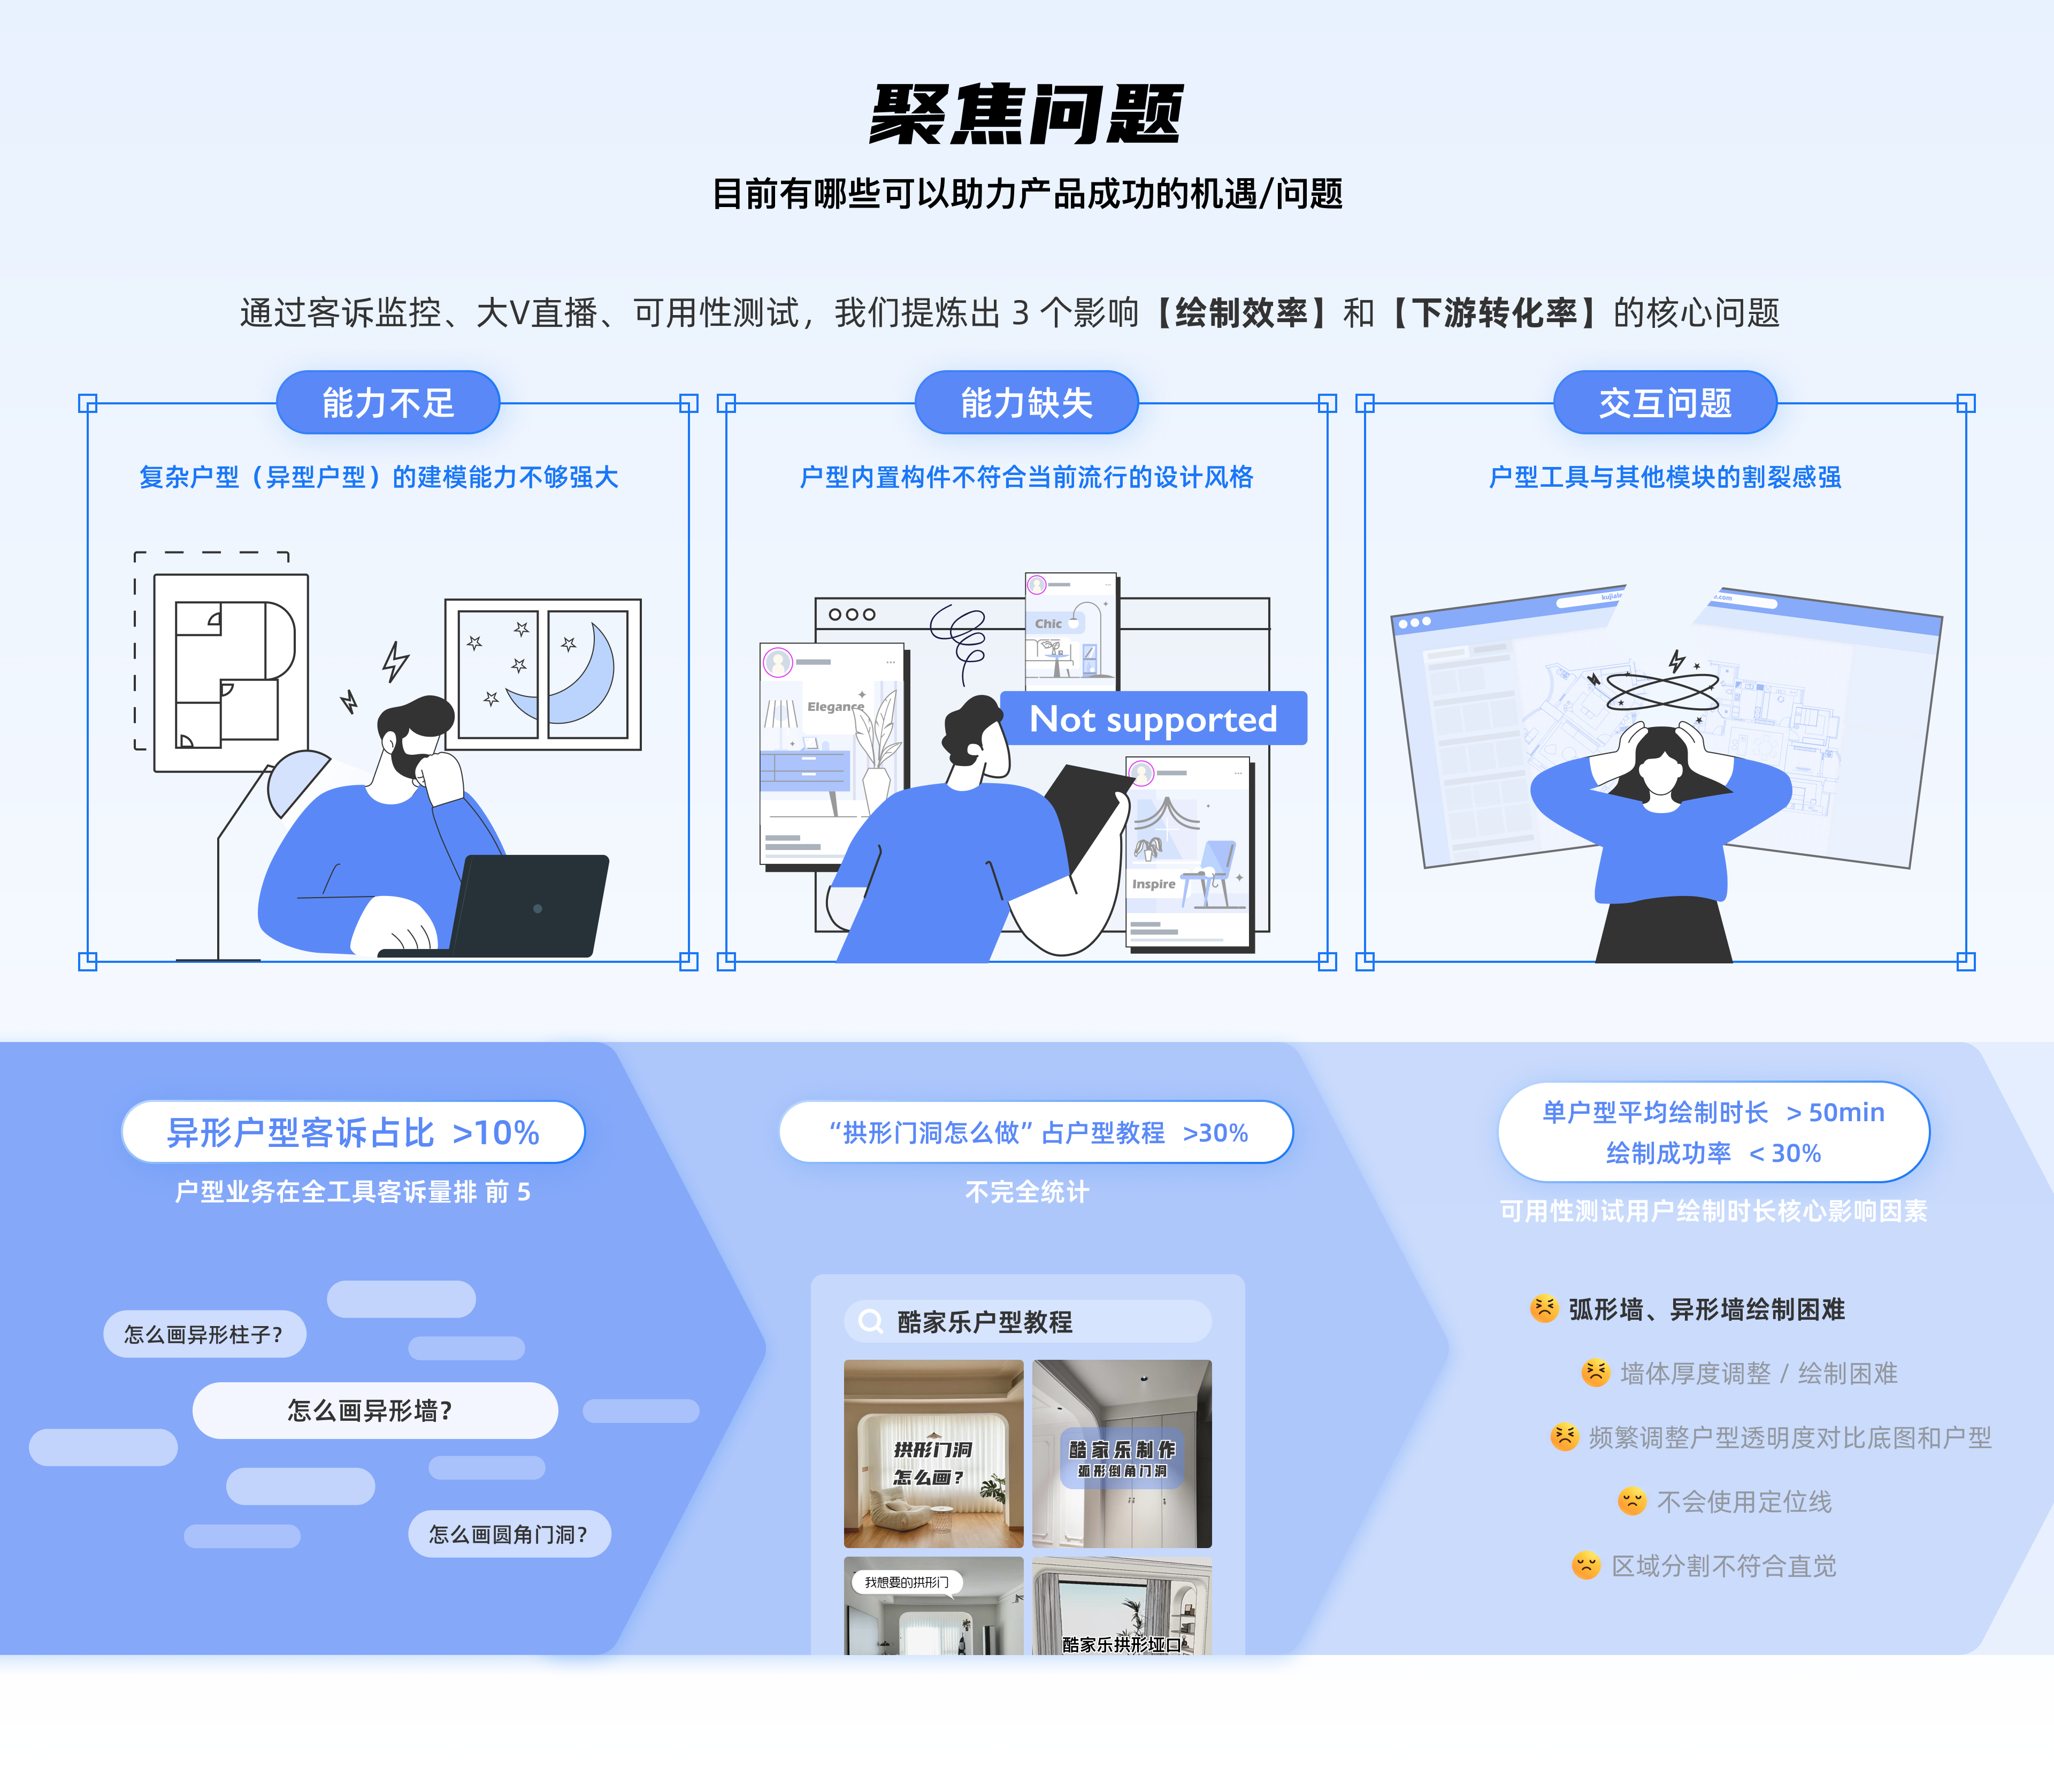 聚焦问题
目前有哪些可以助力产品成功的机遇/问题
通过客诉监控、大V直播、可用性测试，我们提炼出 3 个影响【绘制效率】和【下游转化率】的核心问题
能力不足
复杂户型（异型户型）的建模能力不够强大
能力缺失
户型内置构件不符合当前流行的设计风格
Chic
Elegance
Not supported
Inspire
交互问题
户型工具与其他模块的割裂感强
异形户型客诉占比 >10%
户型业务在全工具客诉量排 前 5
怎么画异形柱子？
怎么画异形墙？
怎么画圆角门洞？
“拱形门洞怎么做” 占户型教程 >30%
不完全统计
酷家乐户型教程
拱形门洞
怎么画？
酷家乐制作
弧形倒角门洞
我想要的拱形门
酷家乐拱形垭口
单户型平均绘制时长 > 50min
绘制成功率 < 30%
可用性测试用户绘制时长核心影响因素
弧形墙、异形墙绘制困难
墙体厚度调整 / 绘制困难
频繁调整户型透明度对比底图和户型
不会使用定位线
区域分割不符合直觉